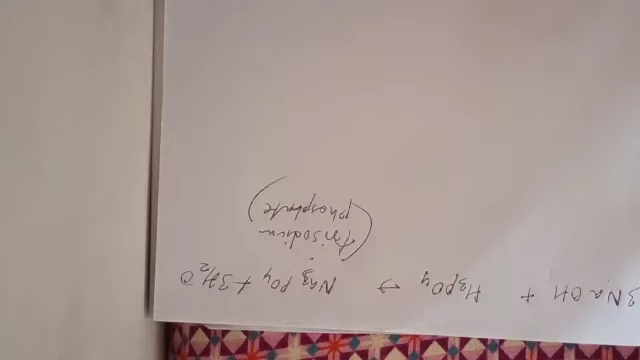 3NaOH + H3PO4 → Na3PO4 + 3H2O
(trisodium
phosphate)